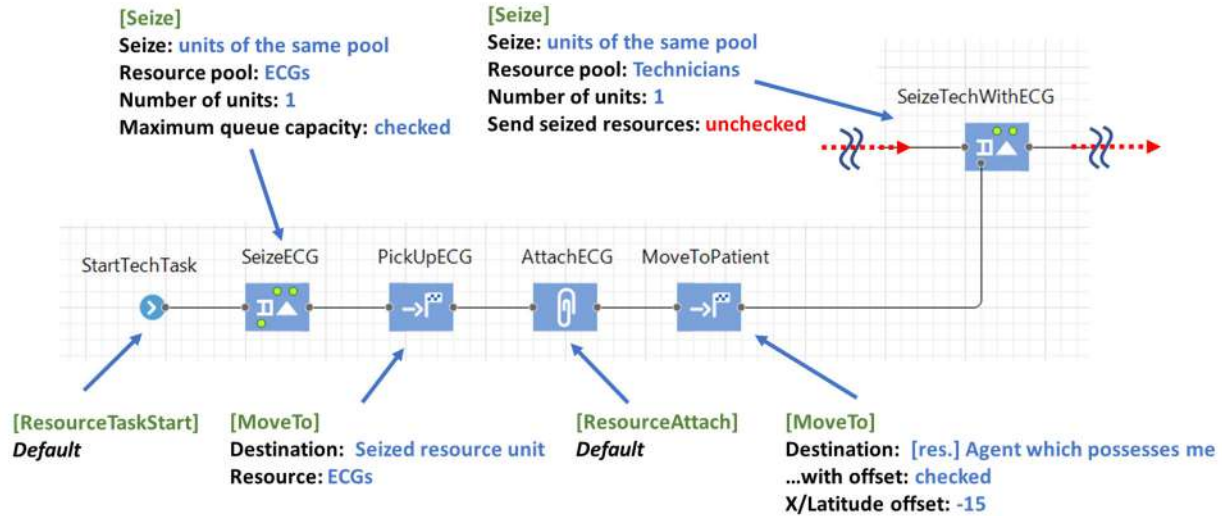 [Seize]
Seize: units of the same pool
Resource pool: ECGs
Number of units: 1
Maximum queue capacity: checked
[Seize]
Seize: units of the same pool
Resource pool: Technicians
Number of units: 1
Send seized resources: unchecked
SeizeTechWithECG
StartTechTask
SeizeECG
PickUpECG
AttachECG
MoveToPatient
[ResourceTaskStart]
Default
[MoveTo]
Destination: Seized resource unit
Resource: ECGs
[ResourceAttach]
Default
[MoveTo]
Destination: [res.] Agent which possesses me
...with offset: checked
X/Latitude offset: -15